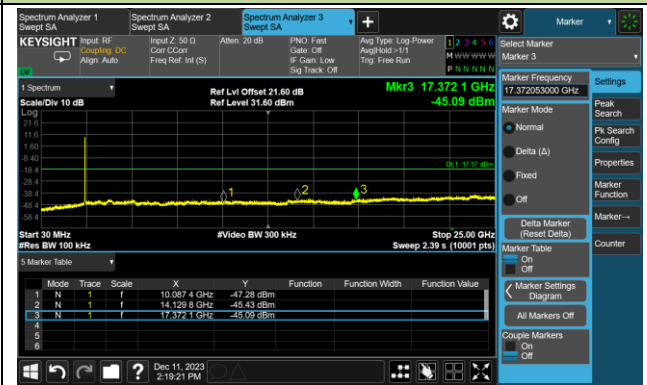 Spectrum Analyzer 1
Swept SA
Spectrum Analyzer 2
Swept SA
Spectrum Analyzer 3
Swept SA
+
Marker
KEYSIGHT
LXI
Input: RF
Coupling: DC
Align: Auto
Input Z: 50 Ω
Corr CCorr
Freq Ref: Int (S)
Atten: 20 dB
PNO: Fast
Gate: Off
IF Gain: Low
Sig Track: Off
Avg Type: Log-Power
Avg|Hold:>1/1
Trig: Free Run
1 2 3 4 5 6
M W W W W W
P N N N N N
Select Marker
Marker 3
1 Spectrum
Scale/Div 10 dB
Ref Lvl Offset 21.60 dB
Ref Level 31.60 dBm
Mkr3 17.372 1 GHz
-45.09 dBm
Log
21.6
11.6
1.60
-8.40
-18.4
-28.4
-38.4
-48.4
-58.4
DL1 -17.57 dBm
1
2
3
Start 30 MHz
#Res BW 100 kHz
#Video BW 300 kHz
Stop 25.00 GHz
Sweep 2.39 s (10001 pts)
5 Marker Table
Mode Trace Scale X Y Function Function Width Function Value
1 N 1 f 10.087 4 GHz -47.28 dBm
2 N 1 f 14.129 8 GHz -45.43 dBm
3 N 1 f 17.372 1 GHz -45.09 dBm
4
5
6
Marker Frequency
17.372053000 GHz
Marker Mode
Normal
Delta (Δ)
Fixed
Off
Delta Marker
(Reset Delta)
Marker Table
On
Off
Marker Settings
Diagram
All Markers Off
Couple Markers
On
Off
Settings
Peak
Search
Pk Search
Config
Properties
Marker
Function
Marker→
Counter
?
Dec 11, 2023
2:19:21 PM